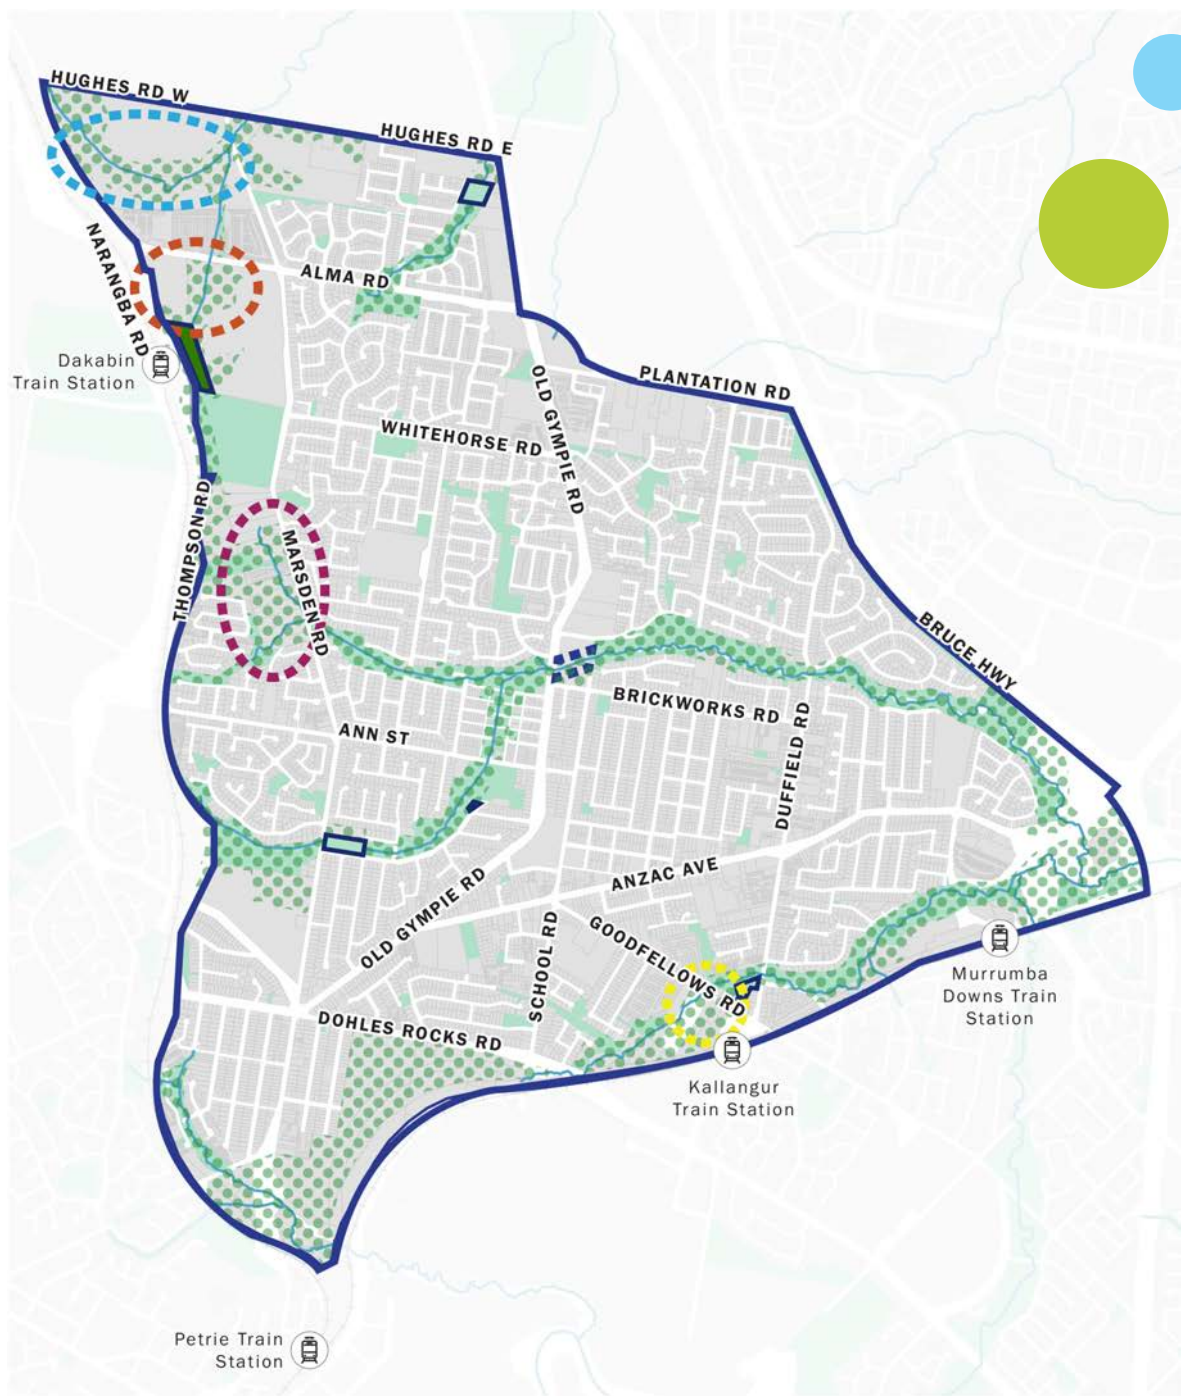 HUGHES RD W
HUGHES RD E
NARANGBA RD
ALMA RD
Dakabin
Train Station
PLANTATION RD
OLD GYMPIE RD
WHITEHORSE RD
THOMPSON RD
MARSDEN RD
BRUCE HWY
BRICKWORKS RD
ANN ST
DUFFIELD RD
ANZAC AVE
OLD GYMPIE RD
SCHOOL RD
GOODFELLOWS RD
Murrumba
Downs Train
Station
DOHLES ROCKS RD
Kallangur
Train Station
Petrie Train
Station